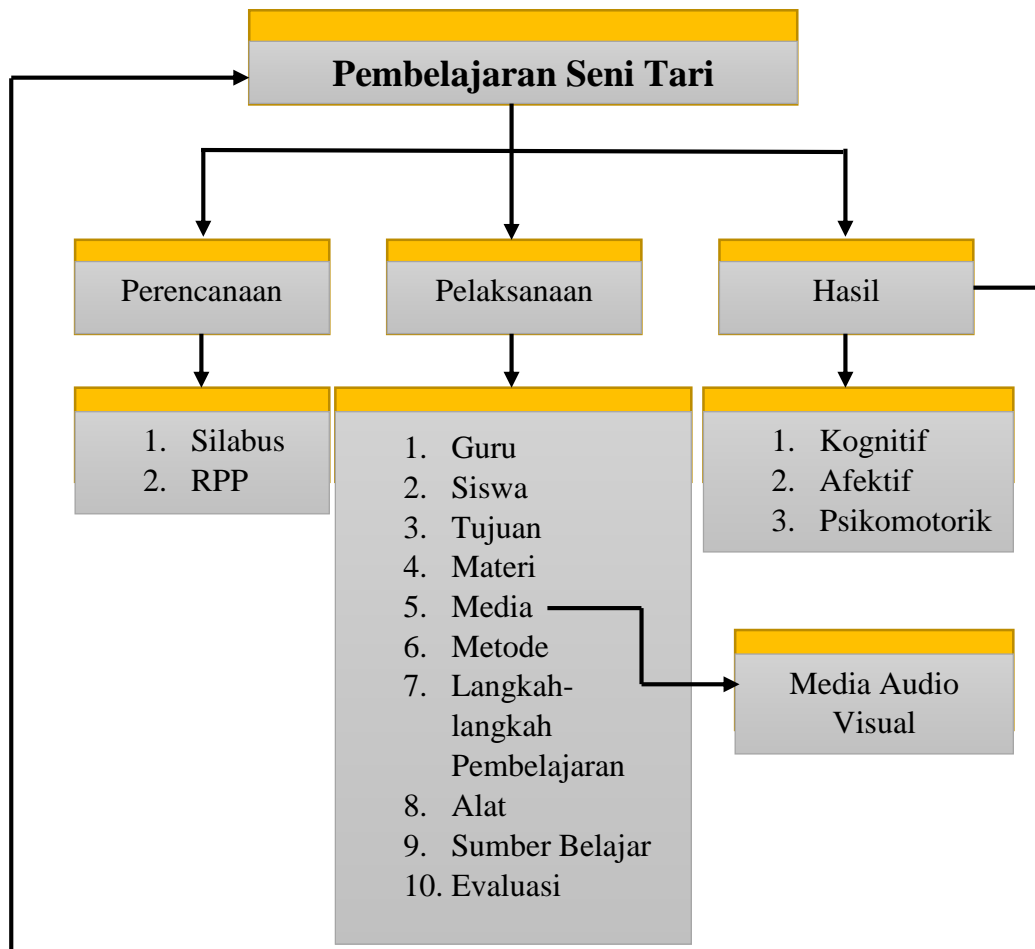 Pembelajaran Seni Tari
Perencanaan
Pelaksanaan
Hasil
1. Silabus
2. RPP
1. Guru
2. Siswa
3. Tujuan
4. Materi
5. Media
6. Metode
7. Langkah-
langkah
Pembelajaran
8. Alat
9. Sumber Belajar
10. Evaluasi
1. Kognitif
2. Afektif
3. Psikomotorik
Media Audio
Visual